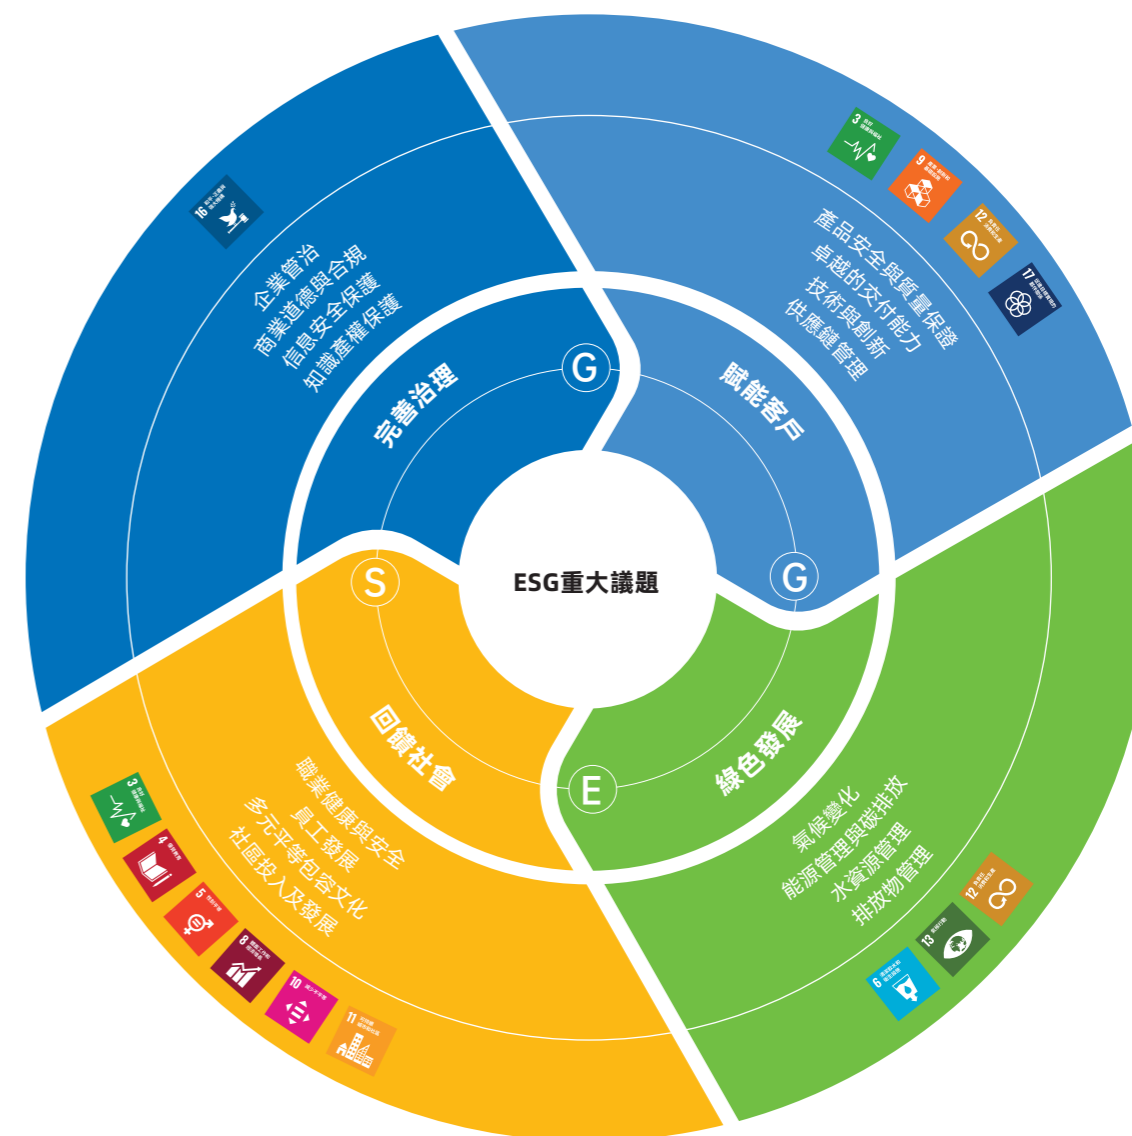 ESG重大議題
完善治理
G
16
企業管治
商業道德與合規
信息安全保護
知識產權保護
賦能客戶
G
3
9
12
17
產品安全與質量保證
卓越的交付能力
技術與創新
供應鏈管理
綠色發展
E
氣候變化
能源管理與碳排放
水資源管理
排放物管理
12
13
6
回饋社會
S
職業健康與安全
員工發展
多元平等包容文化
社區投入及發展
3
4
5
8
10
11